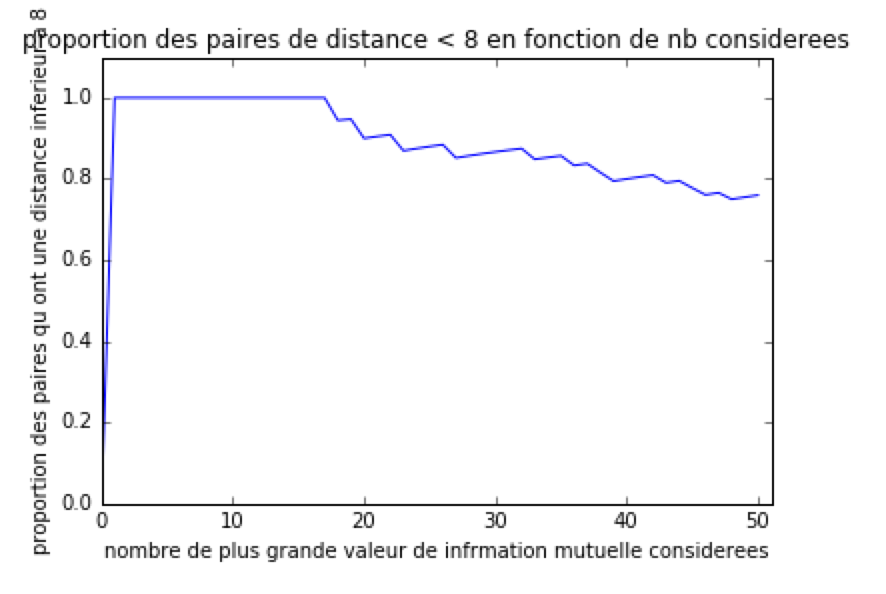 proportion des paires de distance < 8 en fonction de nb considerees
proportion des paires qu ont une distance inferieur a 8
1.0
0.8
0.6
0.4
0.2
0.0
0 10 20 30 40 50
nombre de plus grande valeur de infrmation mutuelle considerees